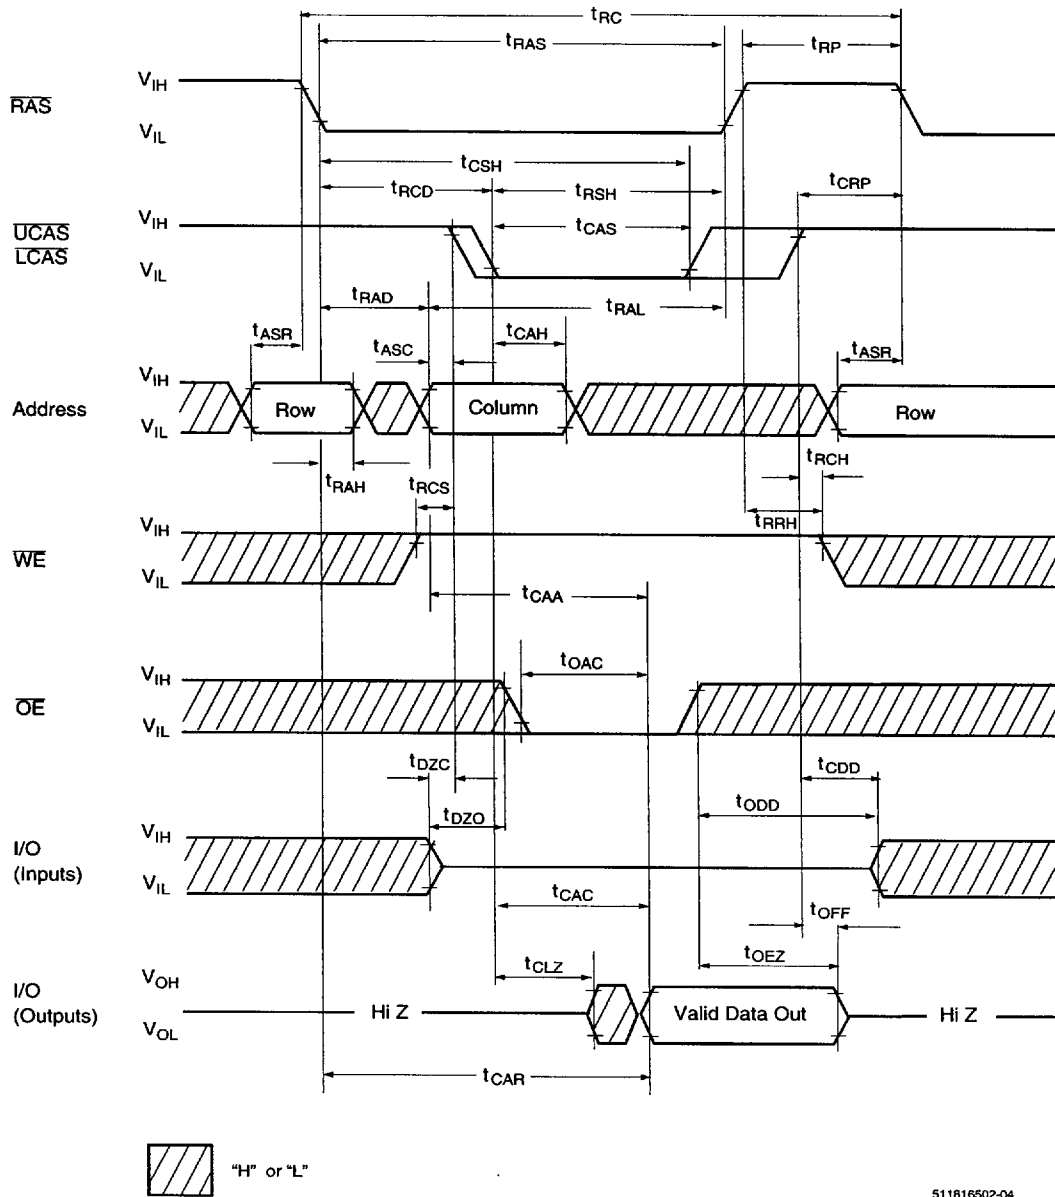 tRC
tRAS
tRP
RAS
VIH
VIL
tCSH
tRCD
tRSH
tCRP
UCAS
LCAS
VIH
VIL
tCAS
tRAD
tRAL
tASR
tASC
tCAH
tASR
Address
VIH
VIL
Row
Column
Row
tRAH
tRCS
tRCH
tRRH
WE
VIH
VIL
tCAA
tOAC
OE
VIH
VIL
tDZC
tCDD
tDZO
tODD
I/O
(Inputs)
VIH
VIL
tCAC
tOFF
tCLZ
tOEZ
I/O
(Outputs)
VOH
VOL
Hi Z
Valid Data Out
Hi Z
tCAR
"H" or "L"
511816502-04